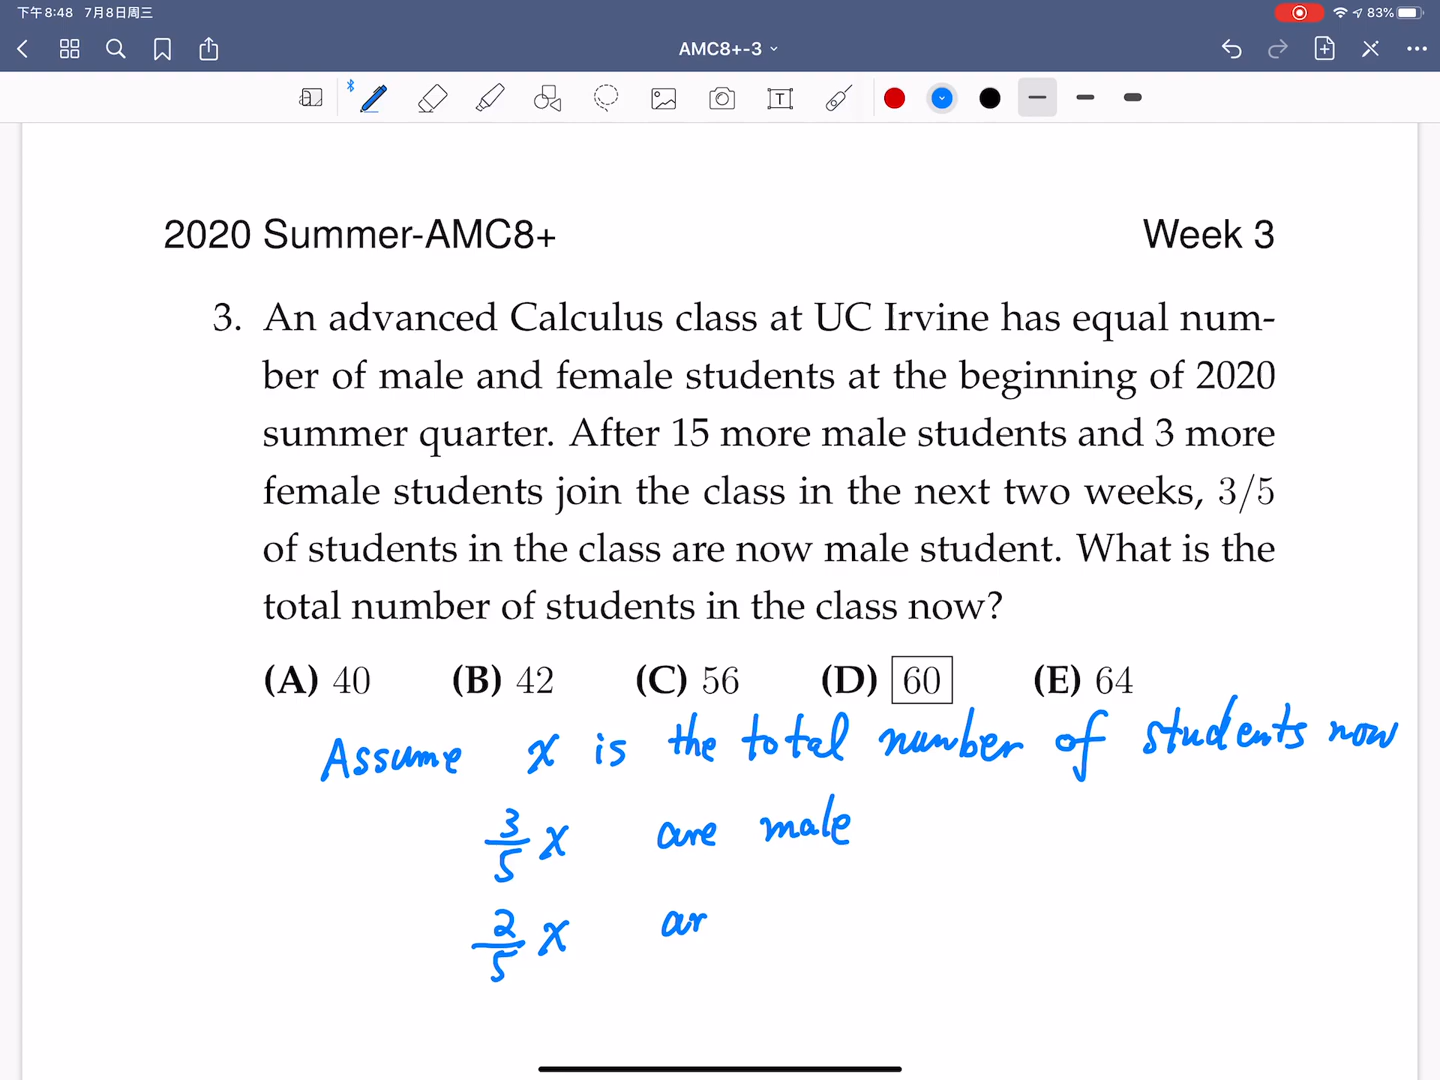 下午8:48 7月8日周三
83%
AMC8+-3
2020 Summer-AMC8+ Week 3
3. An advanced Calculus class at UC Irvine has equal num-
ber of male and female students at the beginning of 2020
summer quarter. After 15 more male students and 3 more
female students join the class in the next two weeks, 3/5
of students in the class are now male student. What is the
total number of students in the class now?
(A) 40 (B) 42 (C) 56 (D) 60 (E) 64
Assume x is the total number of students now
3/5 x are male
2/5 x ar